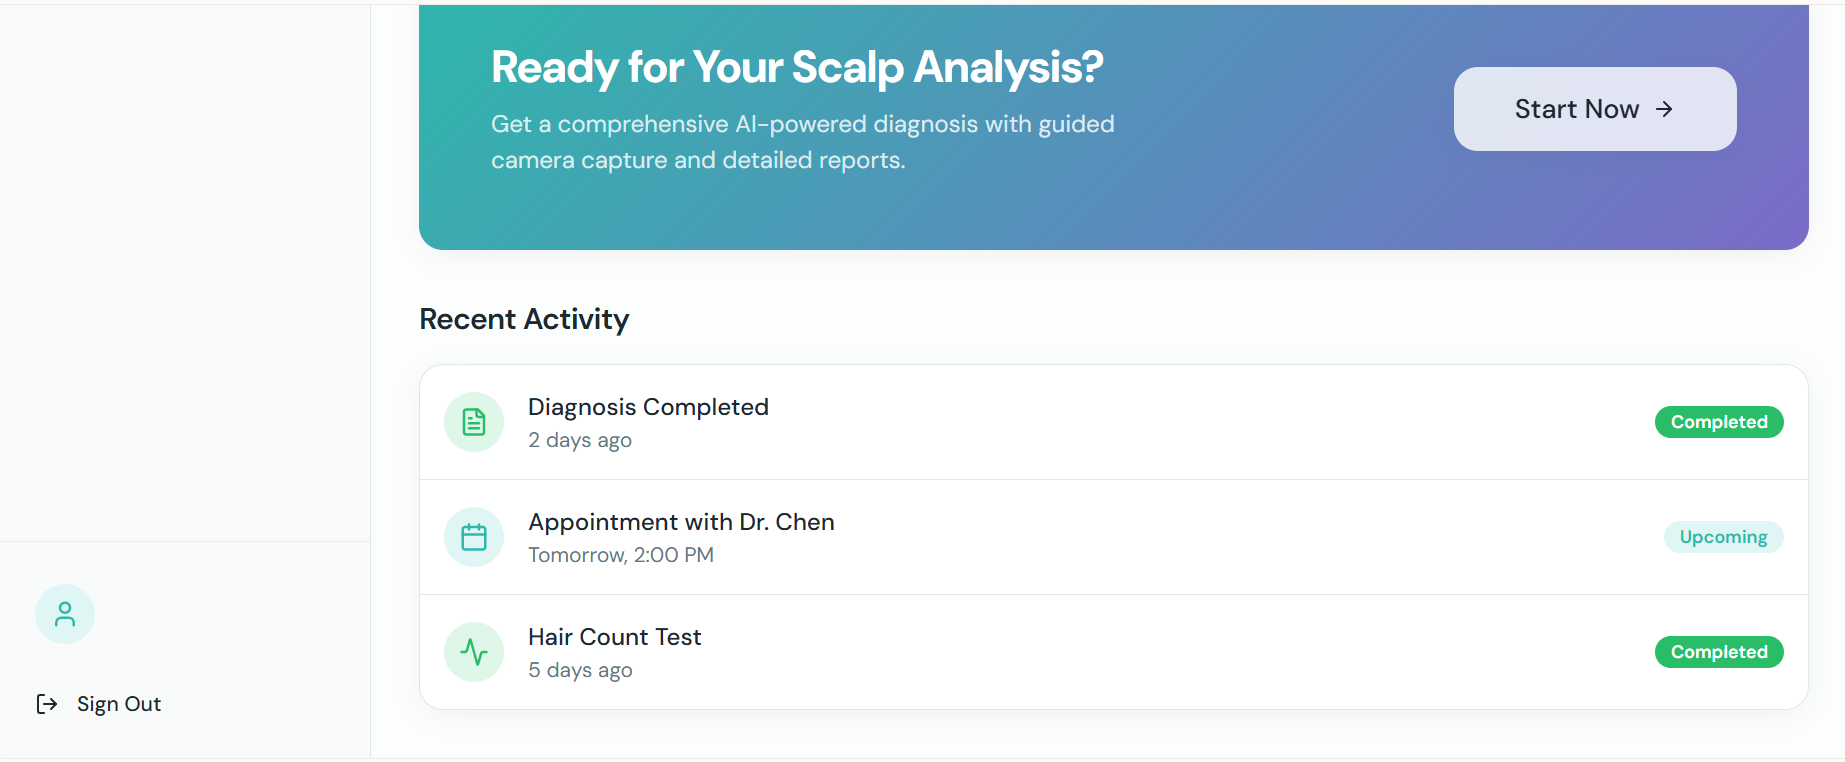 Ready for Your Scalp Analysis?
Get a comprehensive AI-powered diagnosis with guided
camera capture and detailed reports.
Start Now
Recent Activity
Diagnosis Completed
2 days ago
Completed
Appointment with Dr. Chen
Tomorrow, 2:00 PM
Upcoming
Hair Count Test
5 days ago
Completed
Sign Out